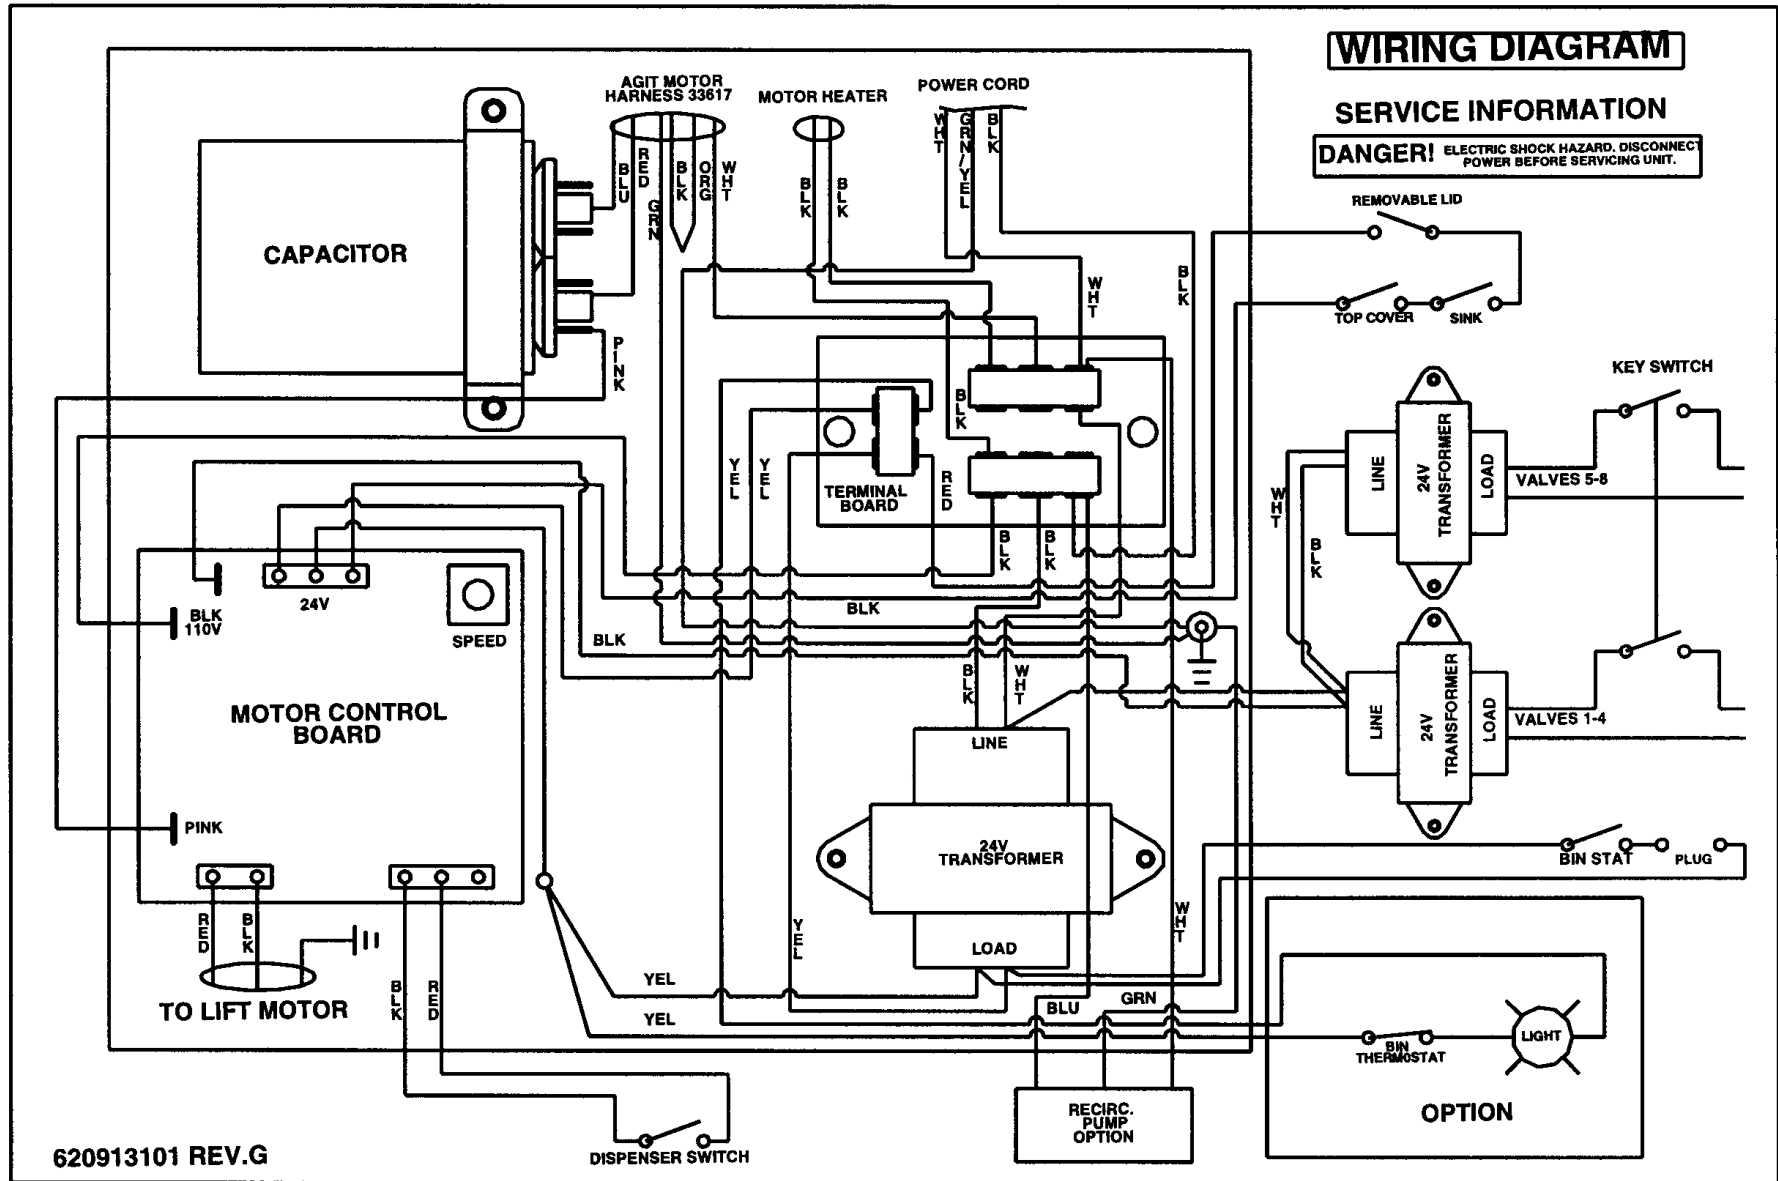 WIRING DIAGRAM
SERVICE INFORMATION
DANGER! ELECTRIC SHOCK HAZARD. DISCONNECT
POWER BEFORE SERVICING UNIT.
AGIT MOTOR
HARNESS 33617
MOTOR HEATER
POWER CORD
BLU
RED
GRN
BLK
ORG
WHT
BLK
BLK
WHT
GRN/YEL
BLK
REMOVABLE LID
CAPACITOR
WHT
BLK
TOP COVER
SINK
PINK
KEY SWITCH
BLK
YEL
YEL
TERMINAL
BOARD
RED
BLK
BLK
WHT
BLK
LINE
24V
TRANSFORMER
LOAD
VALVES 5-8
24V
BLK
110V
SPEED
BLK
BLK
BLK
WHT
LINE
24V
TRANSFORMER
LOAD
VALVES 1-4
MOTOR CONTROL
BOARD
LINE
PINK
24V
TRANSFORMER
BIN STAT
PLUG
RED
BLK
YEL
WHT
LOAD
TO LIFT MOTOR
BLK
RED
YEL
YEL
BLU
GRN
BIN
THERMOSTAT
LIGHT
RECIRC.
PUMP
OPTION
OPTION
DISPENSER SWITCH
620913101 REV.G